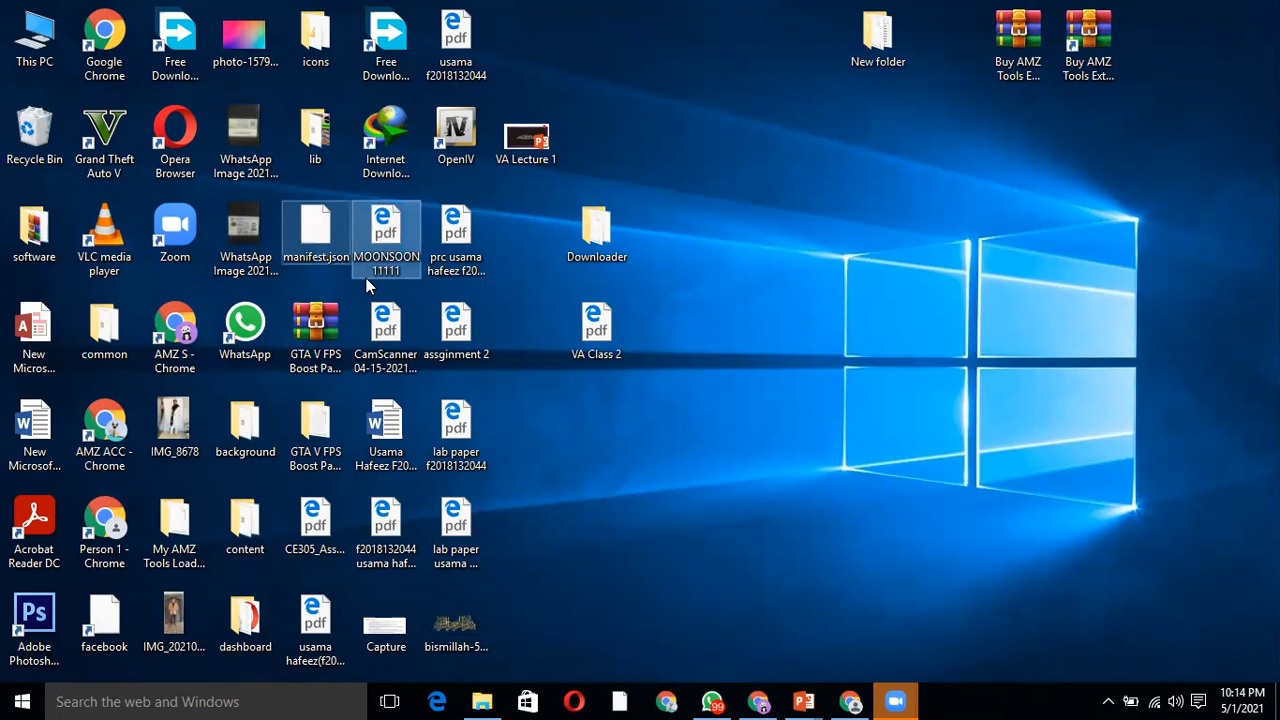 This PC
Google
Chrome
Free
Downlo...
photo-1579...
icons
Free
Downlo...
usama
f2018132044
New folder
Buy AMZ
Tools E...
Buy AMZ
Tools Ext...
Recycle Bin
Grand Theft
Auto V
Opera
Browser
WhatsApp
Image 2021...
lib
Internet
Downlo...
OpenIV
VA Lecture 1
software
VLC media
player
Zoom
WhatsApp
Image 2021...
manifest.json
MOONSOON
11111
prc usama
hafeez f20...
Downloader
New
Micros...
common
AMZ S -
Chrome
WhatsApp
GTA V FPS
Boost Pa...
CamScanner
04-15-2021...
assginment 2
VA Class 2
New
Microsof...
AMZ ACC -
Chrome
IMG_8678
background
GTA V FPS
Boost Pa...
Usama
Hafeez F20...
lab paper
f2018132044
Acrobat
Reader DC
Person 1 -
Chrome
My AMZ
Tools Load...
content
CE305_Ass...
f2018132044
usama haf...
lab paper
usama ...
Adobe
Photosh...
facebook
IMG_20210...
dashboard
usama
hafeez(f20...
Capture
bismillah-5...
Search the web and Windows
99
10:14 PM
5/1/2021